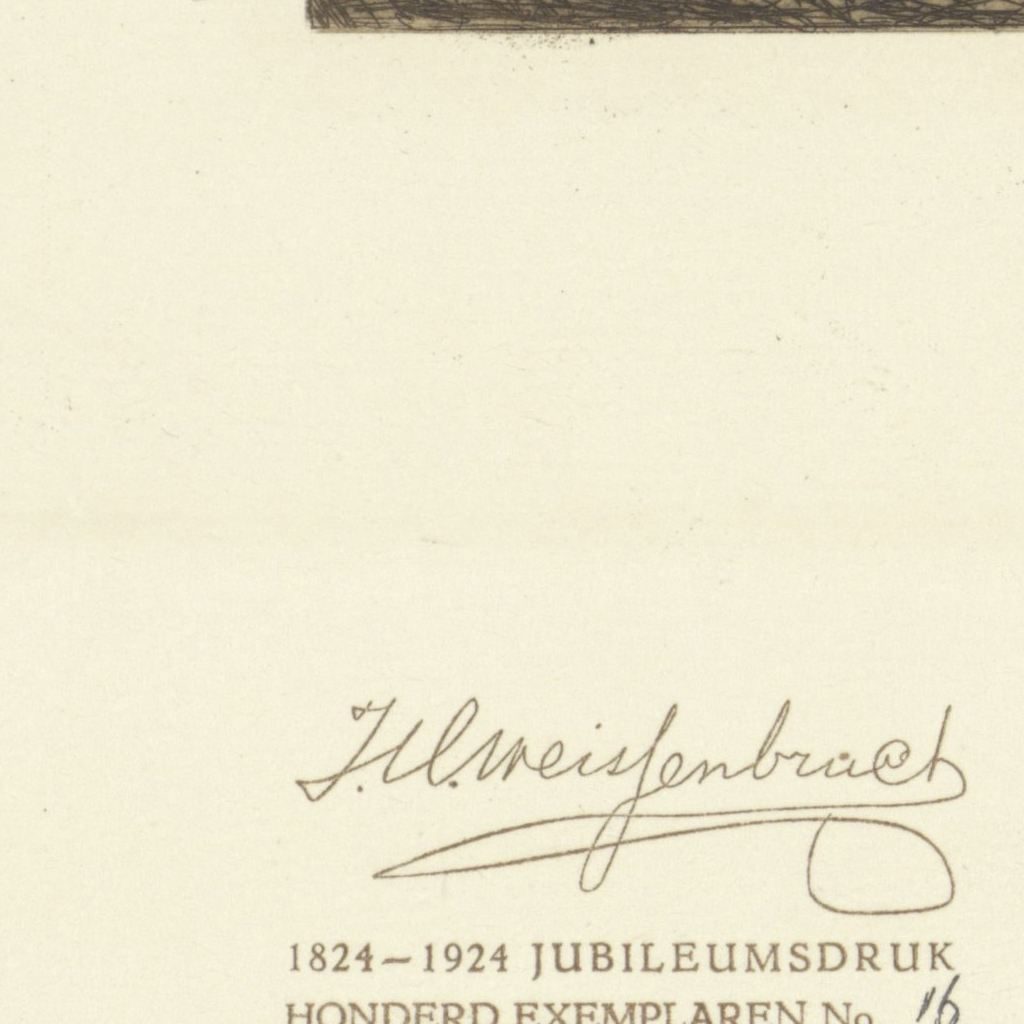 J.H.Weissenbruch
1824–1924 JUBILEUMSDRUK
HONDERD EXEMPLAREN No 16